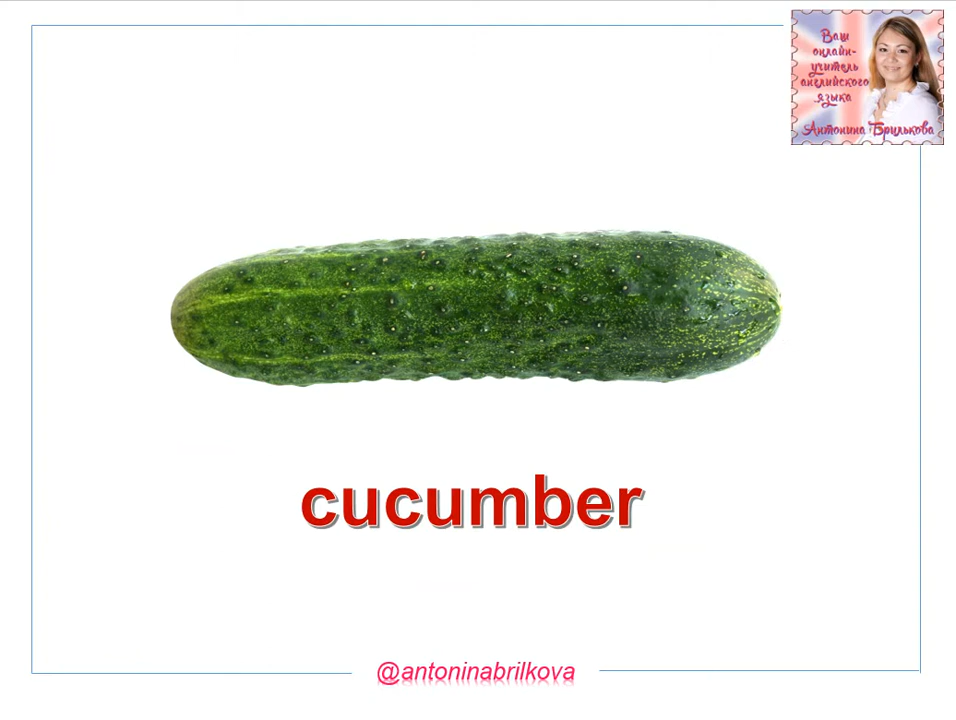 Ваш
онлайн-
учитель
английского
языка
Антонина Брилькова
cucumber
@antoninabrilkova